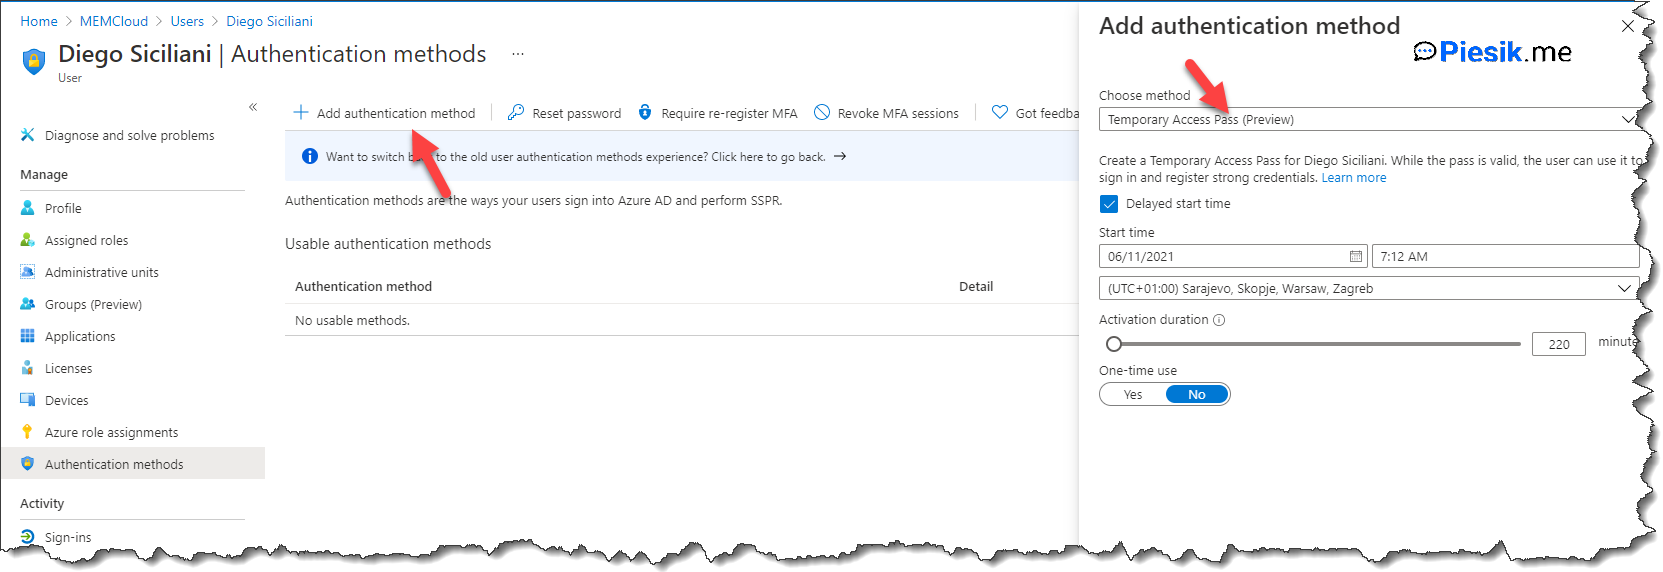 Home > MEMCloud > Users > Diego Siciliani
Diego Siciliani | Authentication methods ...
User
«
Diagnose and solve problems
Manage
Profile
Assigned roles
Administrative units
Groups (Preview)
Applications
Licenses
Devices
Azure role assignments
Authentication methods
Activity
Sign-ins
Add authentication method
Reset password
Require re-register MFA
Revoke MFA sessions
Got feedba
Want to switch to the old user authentication methods experience? Click here to go back. →
Authentication methods are the ways your users sign into Azure AD and perform SSPR.
Usable authentication methods
Authentication method Detail
No usable methods.
Add authentication method
Piesik.me
Choose method
Temporary Access Pass (Preview)
Create a Temporary Access Pass for Diego Siciliani. While the pass is valid, the user can use it to
sign in and register strong credentials. Learn more
Delayed start time
Start time
06/11/2021 7:12 AM
(UTC+01:00) Sarajevo, Skopje, Warsaw, Zagreb
Activation duration
220 minute
One-time use
Yes No